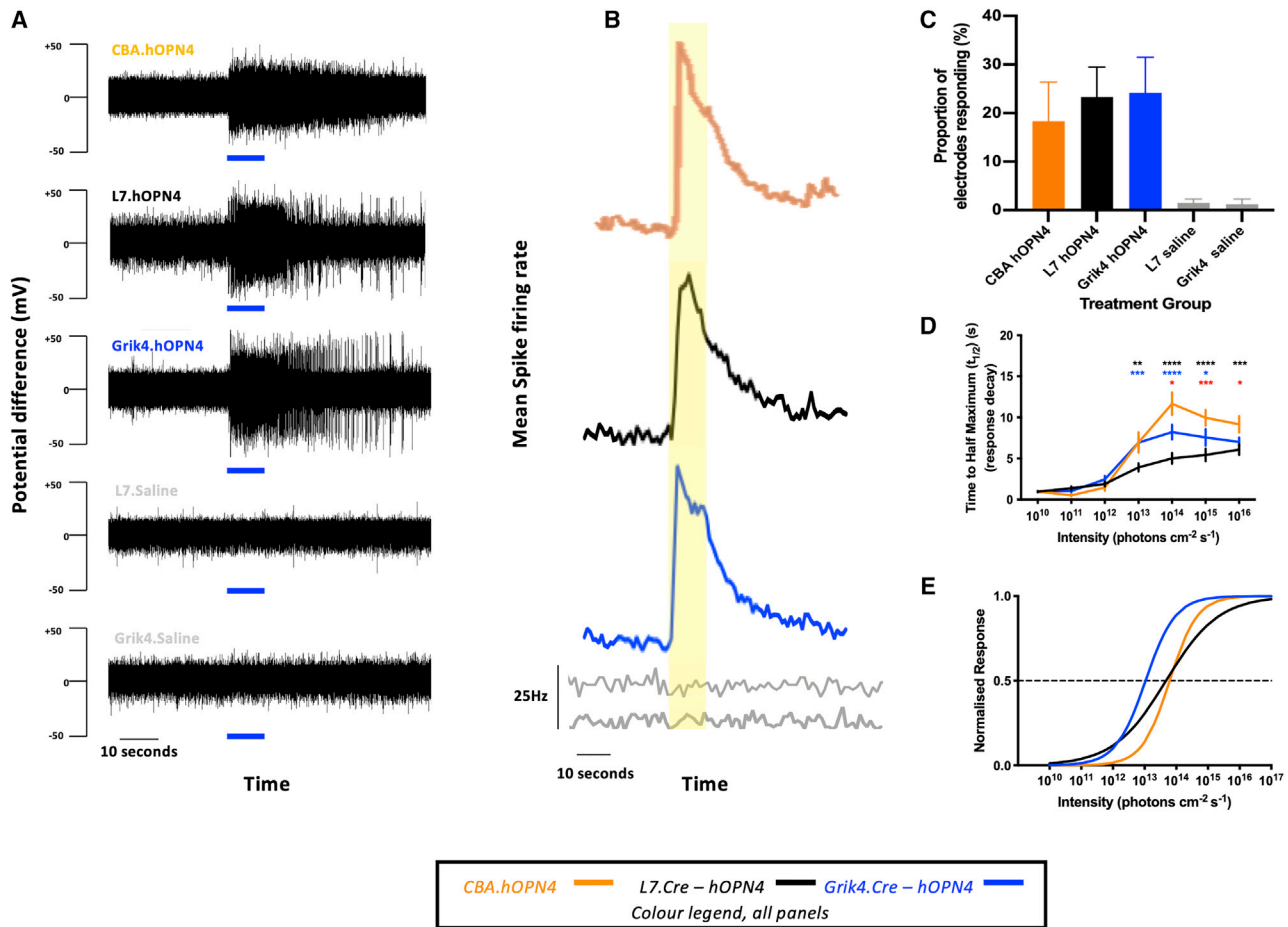 A
CBA.hOPN4
+50
0
-50
L7.hOPN4
+50
0
-50
Grik4.hOPN4
+50
0
-50
L7.Saline
+50
0
-50
Grik4.Saline
+50
0
-50
Potential difference (mV)
10 seconds
Time
B
Mean Spike firing rate
25Hz
10 seconds
Time
C
Proportion of
electrodes responding (%)
40
30
20
10
0
CBA hOPN4
L7 hOPN4
Grik4 hOPN4
L7 saline
Grik4 saline
Treatment Group
D
Time to Half Maximum (t1/2) (s)
(response decay)
20
15
10
5
0
** **** **** ***
*** **** *
* *** *
10^10 10^11 10^12 10^13 10^14 10^15 10^16
Intensity (photons cm-2 s-1)
E
Normalised Response
1.0
0.5
0.0
10^10 10^11 10^12 10^13 10^14 10^15 10^16 10^17
Intensity (photons cm-2 s-1)
CBA.hOPN4 L7.Cre – hOPN4 Grik4.Cre – hOPN4
Colour legend, all panels